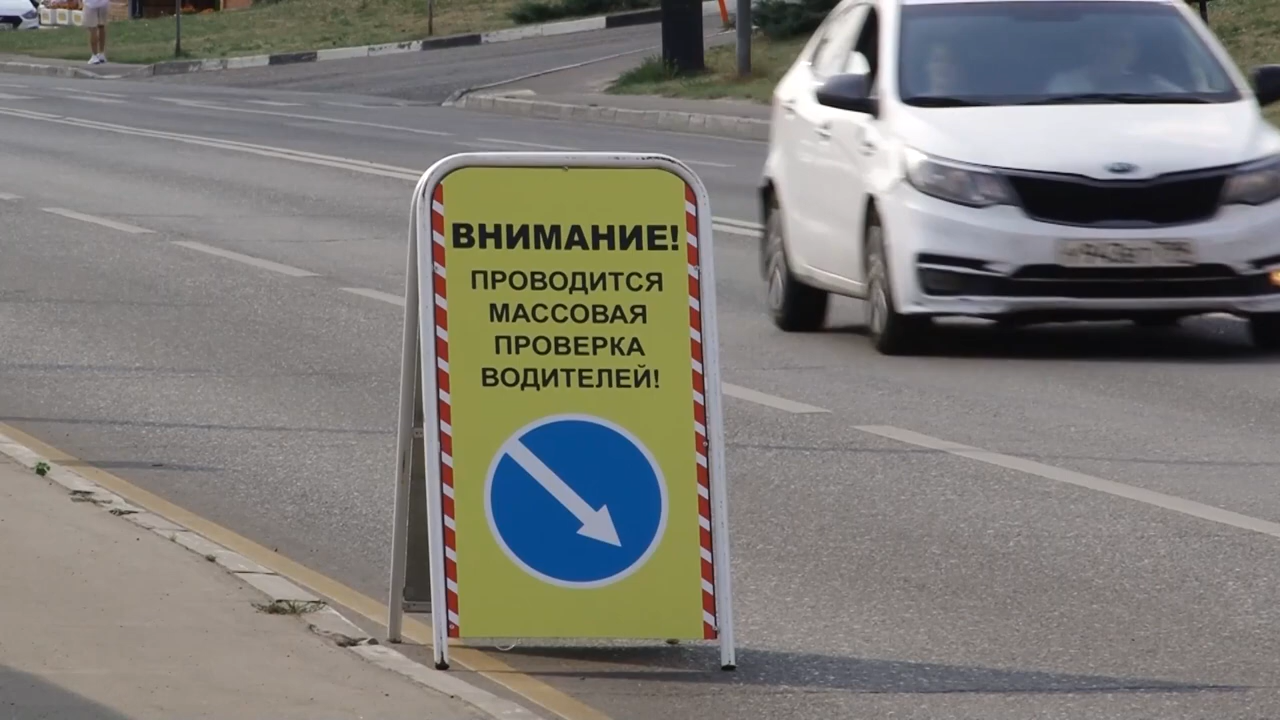 ВНИМАНИЕ!
ПРОВОДИТСЯ
МАССОВАЯ
ПРОВЕРКА
ВОДИТЕЛЕЙ!